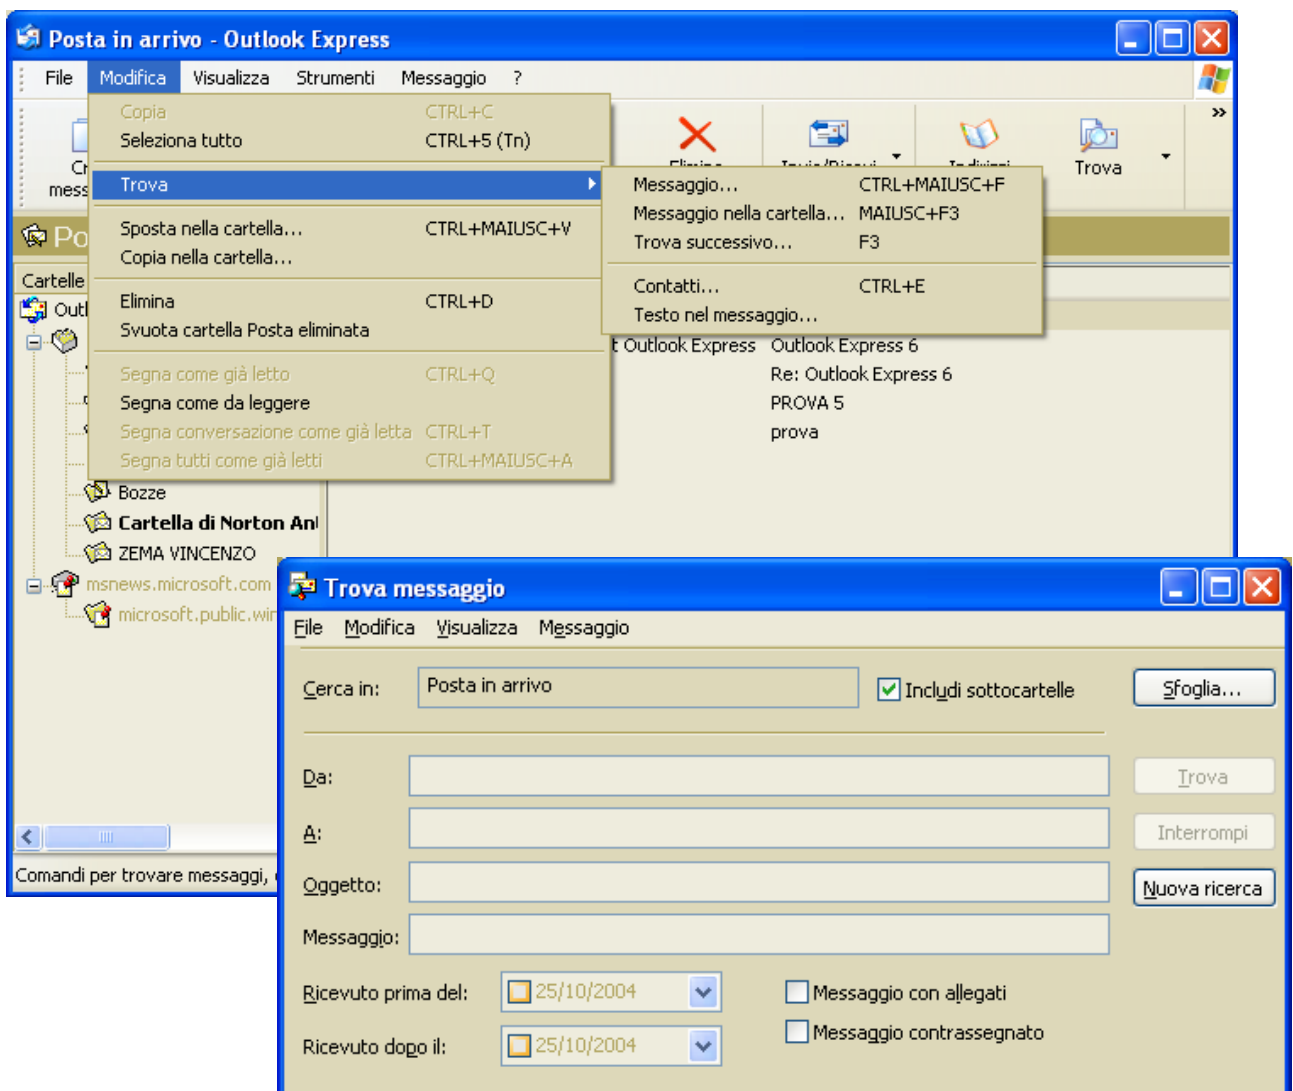 Posta in arrivo - Outlook Express
File Modifica Visualizza Strumenti Messaggio ?
Copia CTRL+C
Seleziona tutto CTRL+5 (Tn)
Trova
Sposta nella cartella... CTRL+MAIUSC+V
Copia nella cartella...
Elimina CTRL+D
Svuota cartella Posta eliminata
Segna come già letto CTRL+Q
Segna come da leggere
Segna conversazione come già letta CTRL+T
Segna tutti come già letti CTRL+MAIUSC+A
Messaggio... CTRL+MAIUSC+F
Messaggio nella cartella... MAIUSC+F3
Trova successivo... F3
Contatti... CTRL+E
Testo nel messaggio...
Trova
»
Cartelle
t Outlook Express Outlook Express 6
Re: Outlook Express 6
PROVA 5
prova
Bozze
Cartella di Norton Ant
ZEMA VINCENZO
msnews.microsoft.com
microsoft.public.win
Comandi per trovare messaggi,
Trova messaggio
File Modifica Visualizza Messaggio
Cerca in: Posta in arrivo Includi sottocartelle Sfoglia...
Da: Trova
A: Interrompi
Oggetto: Nuova ricerca
Messaggio:
Ricevuto prima del: 25/10/2004 Messaggio con allegati
Ricevuto dopo il: 25/10/2004 Messaggio contrassegnato